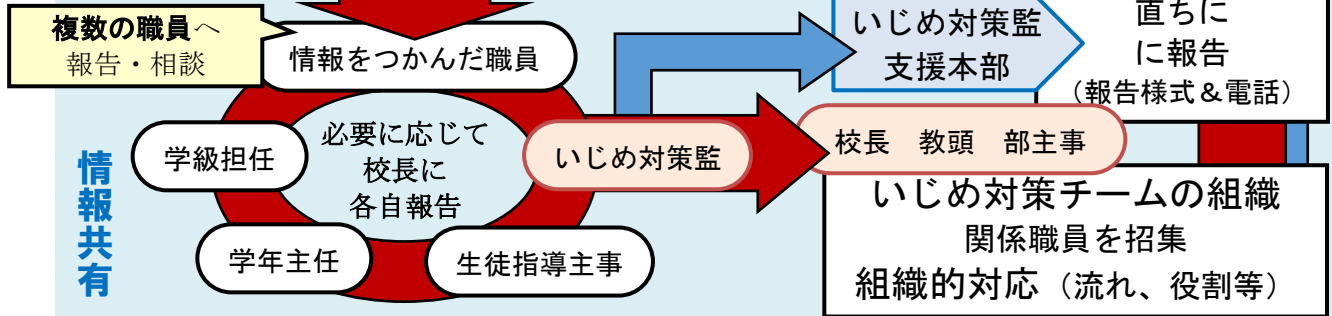 複数の職員へ
報告・相談
情報をつかんだ職員
いじめ対策監
支援本部
直ちに
に報告
（報告様式＆電話）
学級担任
必要に応じて
校長に
各自報告
いじめ対策監
校長　教頭　部主事
学年主任
生徒指導主事
情報共有
いじめ対策チームの組織
関係職員を招集
組織的対応（流れ、役割等）